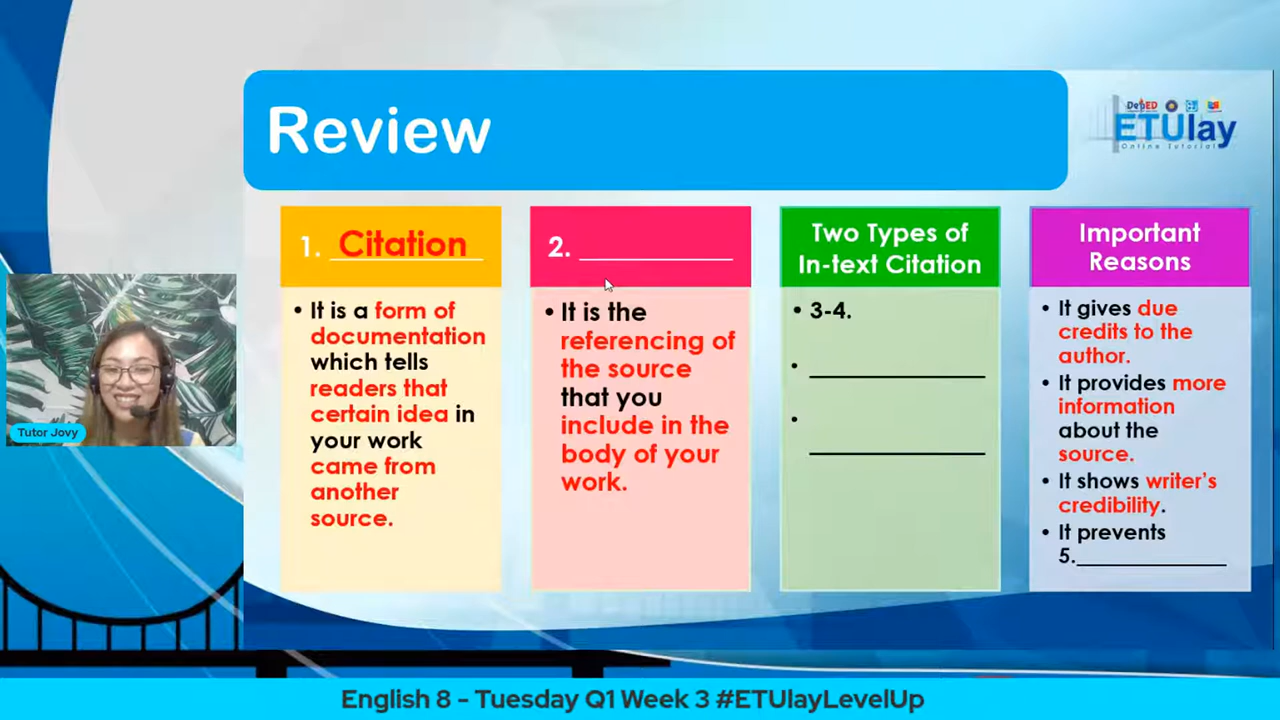 Review
DepED
ETUlay
Online Tutorial
1. Citation
• It is a form of
documentation
which tells
readers that
certain idea in
your work
came from
another
source.
2. ____________
• It is the
referencing of
the source
that you
include in the
body of your
work.
Two Types of
In-text Citation
• 3-4.
• ____________
• ____________
Important
Reasons
• It gives due
credits to the
author.
• It provides more
information
about the
source.
• It shows writer's
credibility.
• It prevents
5.____________
Tutor Jovy
English 8 - Tuesday Q1 Week 3 #ETUlayLevelUp